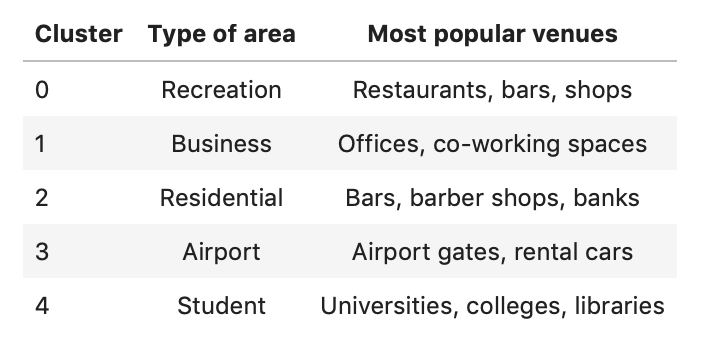 Cluster Type of area Most popular venues
0 Recreation Restaurants, bars, shops
1 Business Offices, co-working spaces
2 Residential Bars, barber shops, banks
3 Airport Airport gates, rental cars
4 Student Universities, colleges, libraries